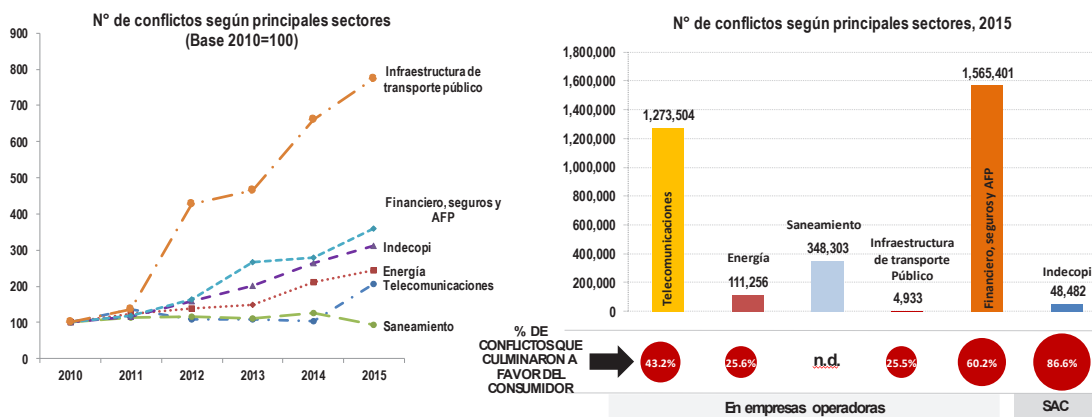 N° de conflictos según principales sectores
(Base 2010=100)
900
800
700
600
500
400
300
200
100
0
2010
2011
2012
2013
2014
2015
Infraestructura de
transporte público
Financiero, seguros y
AFP
Indecopi
Energía
Telecomunicaciones
Saneamiento
N° de conflictos según principales sectores, 2015
1,800,000
1,600,000
1,400,000
1,200,000
1,000,000
800,000
600,000
400,000
200,000
0
1,273,504
Telecomunicaciones
Energía
111,256
Saneamiento
348,303
Infraestructura
de transporte
Público
4,933
1,565,401
Financiero, seguros y AFP
Indecopi
48,482
% DE
CONFLICTOS QUE
CULMINARON A
FAVOR DEL
CONSUMIDOR
43.2%
25.6%
n.d.
25.5%
60.2%
86.6%
En empresas operadoras
SAC